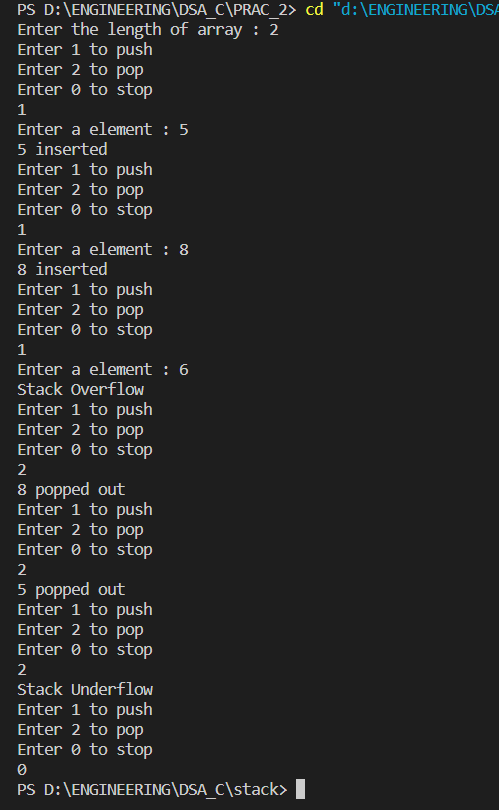 PS D:\ENGINEERING\DSA_C\PRAC_2> cd "d:\ENGINEERING\DSA
Enter the length of array : 2
Enter 1 to push
Enter 2 to pop
Enter 0 to stop
1
Enter a element : 5
5 inserted
Enter 1 to push
Enter 2 to pop
Enter 0 to stop
1
Enter a element : 8
8 inserted
Enter 1 to push
Enter 2 to pop
Enter 0 to stop
1
Enter a element : 6
Stack Overflow
Enter 1 to push
Enter 2 to pop
Enter 0 to stop
2
8 popped out
Enter 1 to push
Enter 2 to pop
Enter 0 to stop
2
5 popped out
Enter 1 to push
Enter 2 to pop
Enter 0 to stop
2
Stack Underflow
Enter 1 to push
Enter 2 to pop
Enter 0 to stop
0
PS D:\ENGINEERING\DSA_C\stack>